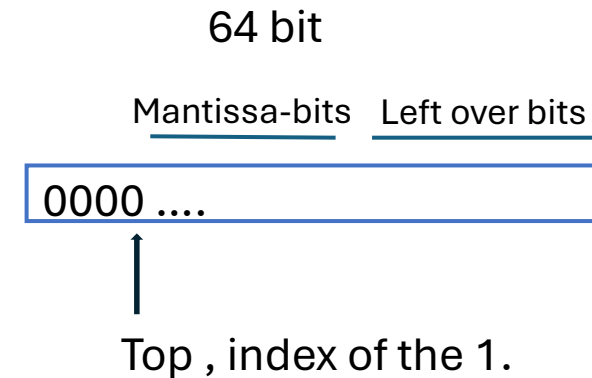 64 bit
Mantissa-bits Left over bits
0000 ....
Top , index of the 1.